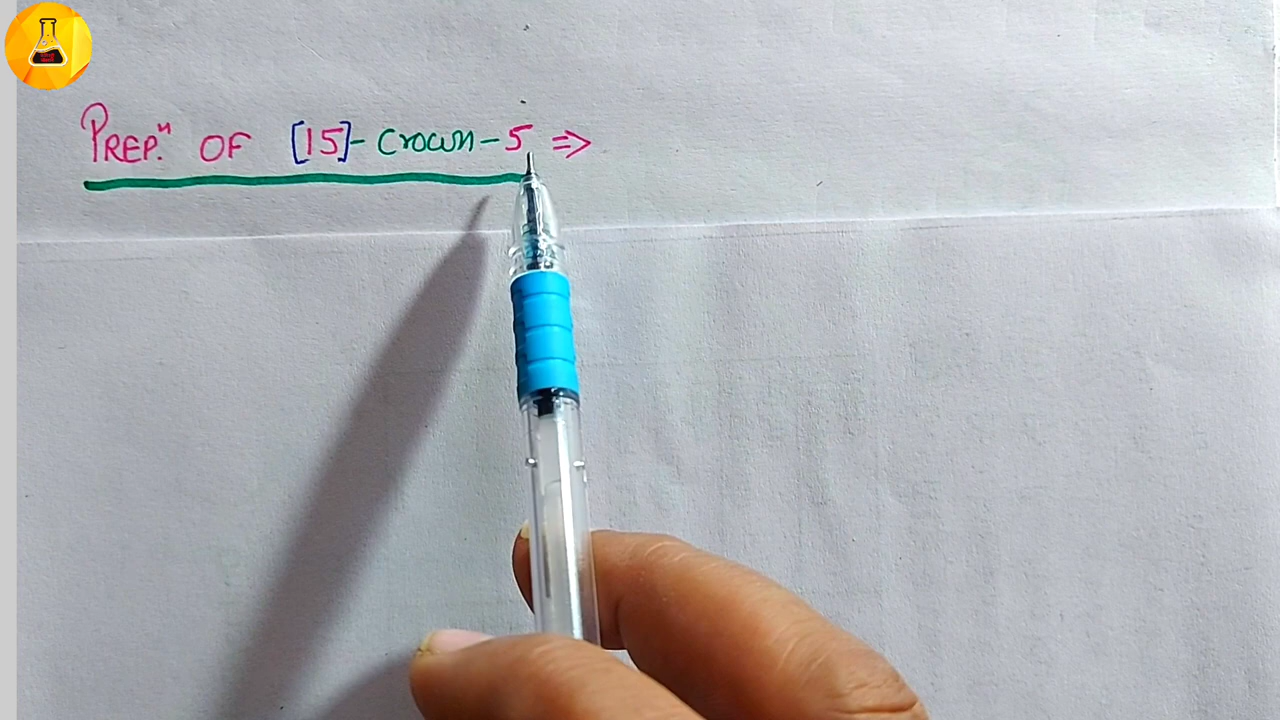 PREP.ⁿ OF [15]-Crown-5 ⇒